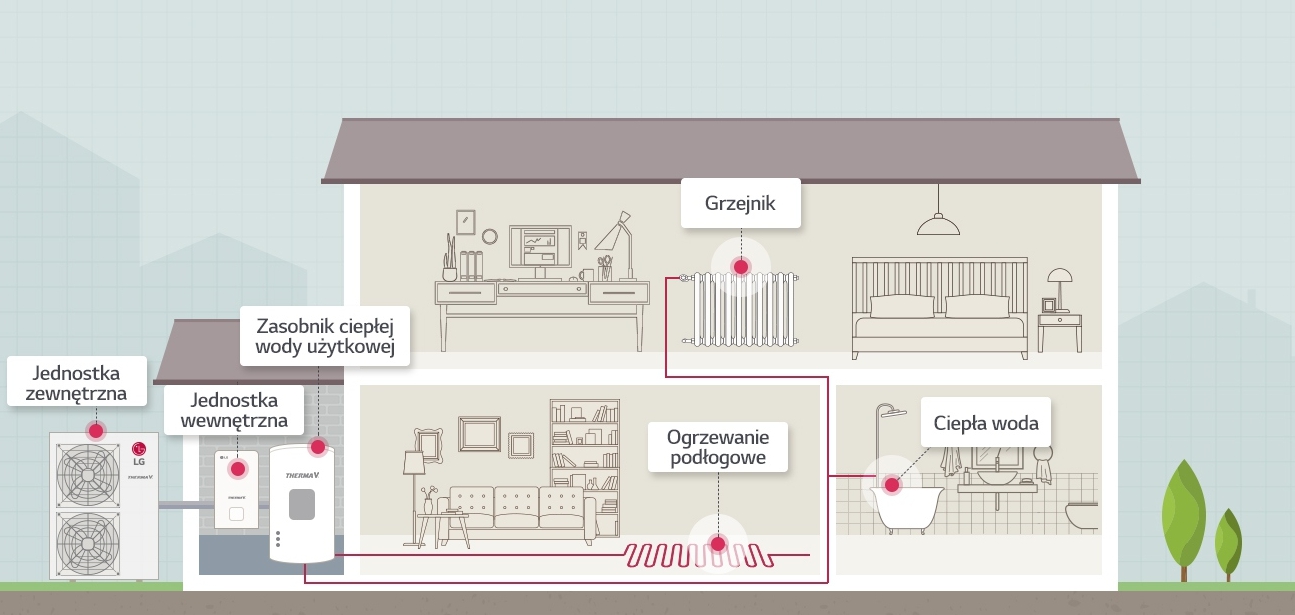 Grzejnik
Zasobnik ciepłej
wody użytkowej
Jednostka
zewnętrzna
Jednostka
wewnętrzna
Ciepła woda
Ogrzewanie
podłogowe
LG
THERMA V
THERMA V